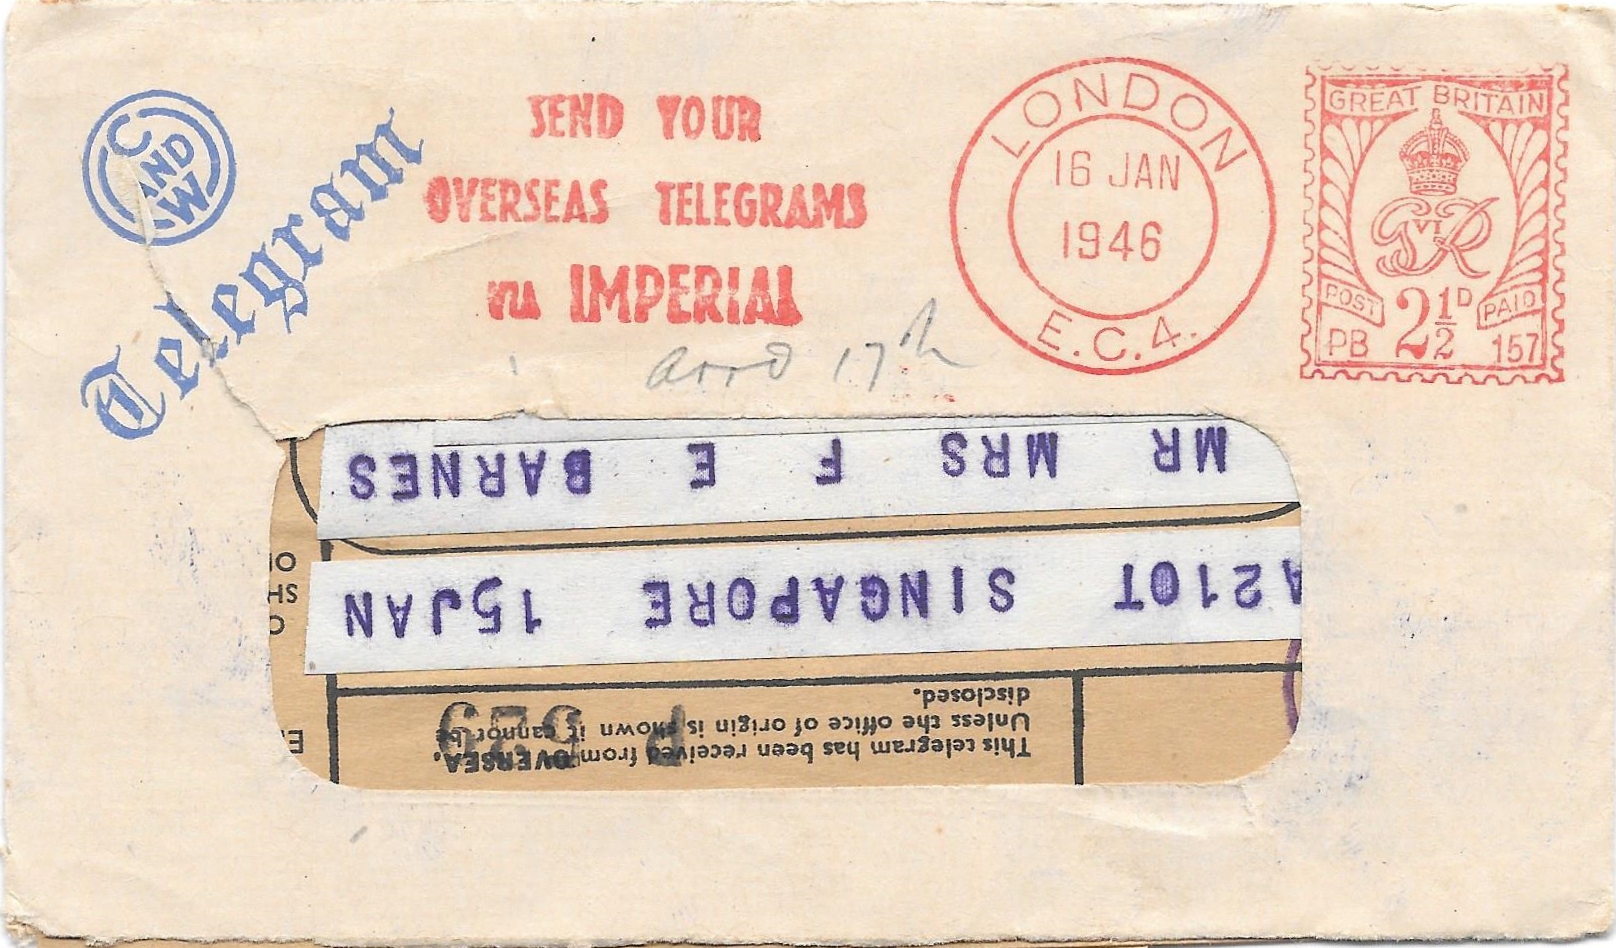 C
AND
W
Telegram
SEND YOUR
OVERSEAS TELEGRAMS
via IMPERIAL
LONDON
16 JAN
1946
E.C.4.
GREAT BRITAIN
G VI R
POST PAID
2½D
PB 157
arrd 17th
This telegram has been received from OVERSEA.
Unless the office of origin is shown it cannot be
disclosed.
A210T SINGAPORE 15JAN
MR MRS F E BARNES